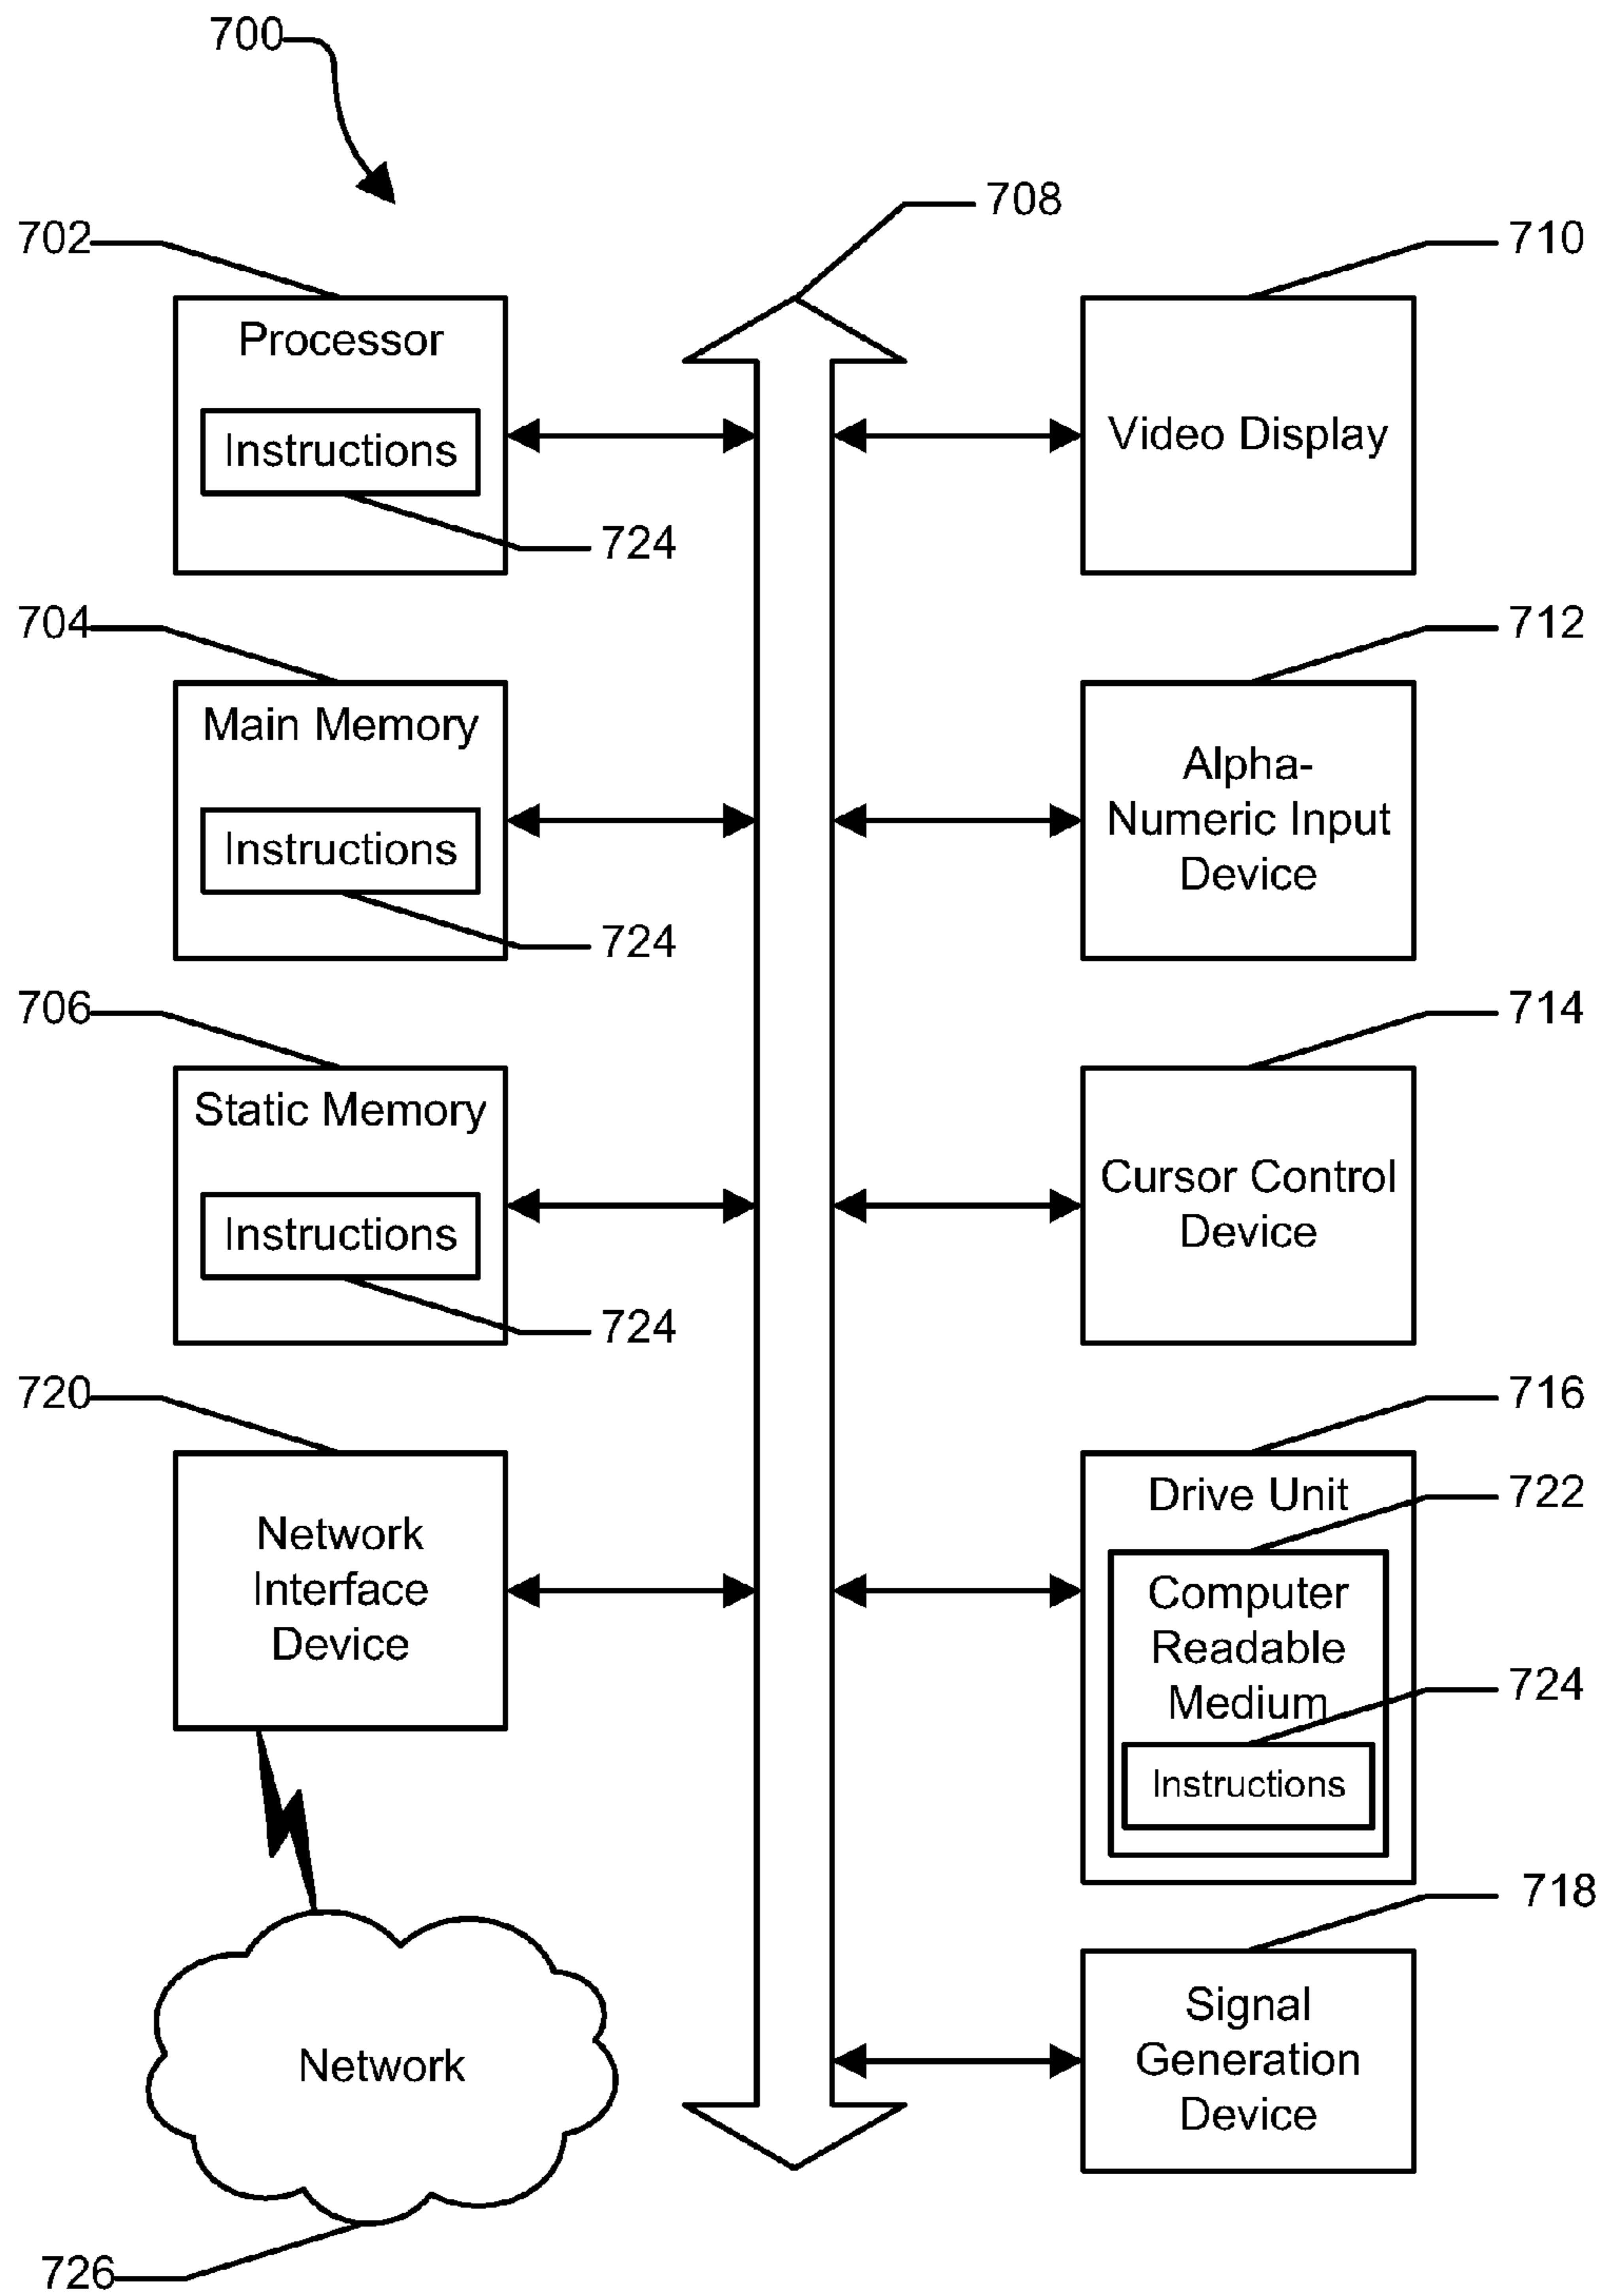 700
708
702
710
Processor
Instructions
724
Video Display
704
712
Main Memory
Instructions
724
Alpha-
Numeric Input
Device
706
714
Static Memory
Instructions
724
Cursor Control
Device
720
716
Network
Interface
Device
Drive Unit
722
Computer
Readable
Medium
724
Instructions
718
Signal
Generation
Device
Network
726